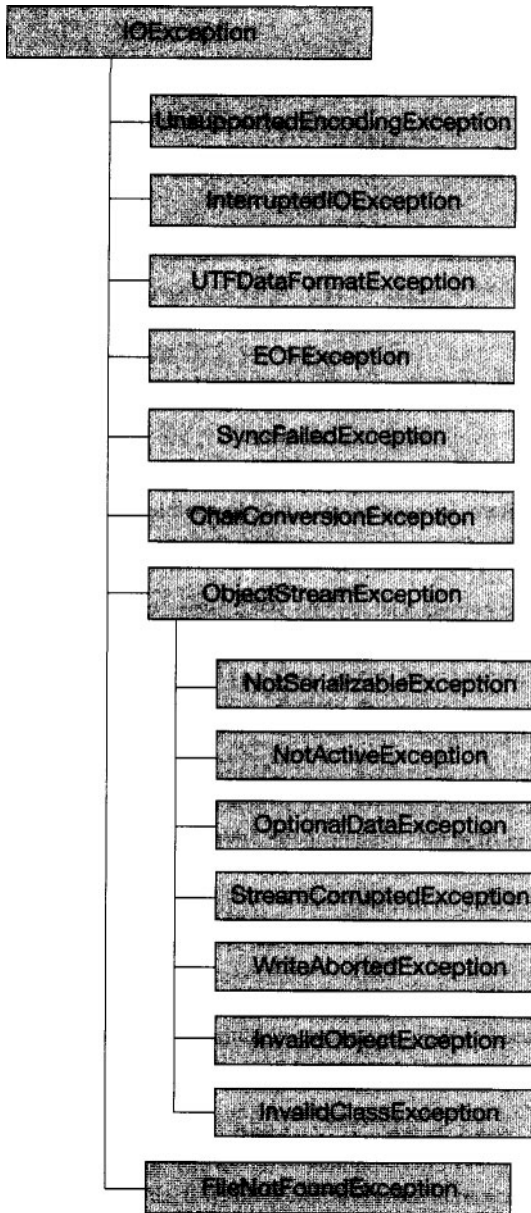 IOException
UnsupportedEncodingException
InterruptedIOException
UTFDataFormatException
EOFException
SyncFailedException
CharConversionException
ObjectStreamException
NotSerializableException
NotActiveException
OptionalDataException
StreamCorruptedException
WriteAbortedException
InvalidObjectException
InvalidClassException
FileNotFoundException